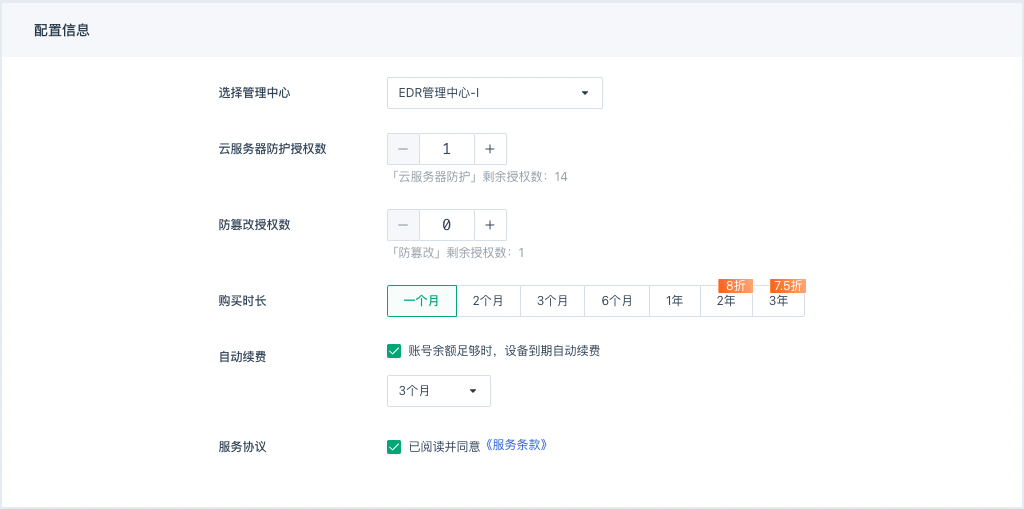 配置信息
选择管理中心 EDR管理中心-I
云服务器防护授权数 1
「云服务器防护」剩余授权数：14
防篡改授权数 0
「防篡改」剩余授权数：1
8折 7.5折
购买时长 一个月 2个月 3个月 6个月 1年 2年 3年
自动续费 账号余额足够时，设备到期自动续费
3个月
服务协议 已阅读并同意《服务条款》